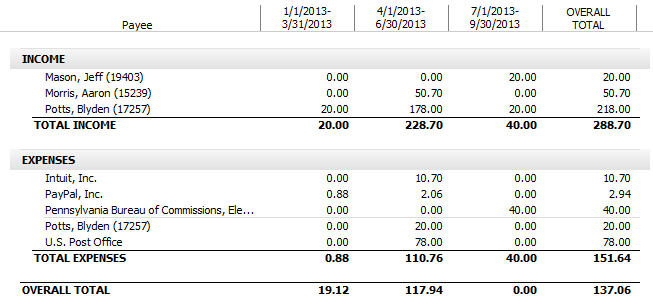 Payee 1/1/2013- 3/31/2013 4/1/2013- 6/30/2013 7/1/2013- 9/30/2013 OVERALL TOTAL
INCOME
Mason, Jeff (19403) 0.00 0.00 20.00 20.00
Morris, Aaron (15239) 0.00 50.70 0.00 50.70
Potts, Blyden (17257) 20.00 178.00 20.00 218.00
TOTAL INCOME 20.00 228.70 40.00 288.70
EXPENSES
Intuit, Inc. 0.00 10.70 0.00 10.70
PayPal, Inc. 0.88 2.06 0.00 2.94
Pennsylvania Bureau of Commissions, Ele... 0.00 0.00 40.00 40.00
Potts, Blyden (17257) 0.00 20.00 0.00 20.00
U.S. Post Office 0.00 78.00 0.00 78.00
TOTAL EXPENSES 0.88 110.76 40.00 151.64
OVERALL TOTAL 19.12 117.94 0.00 137.06